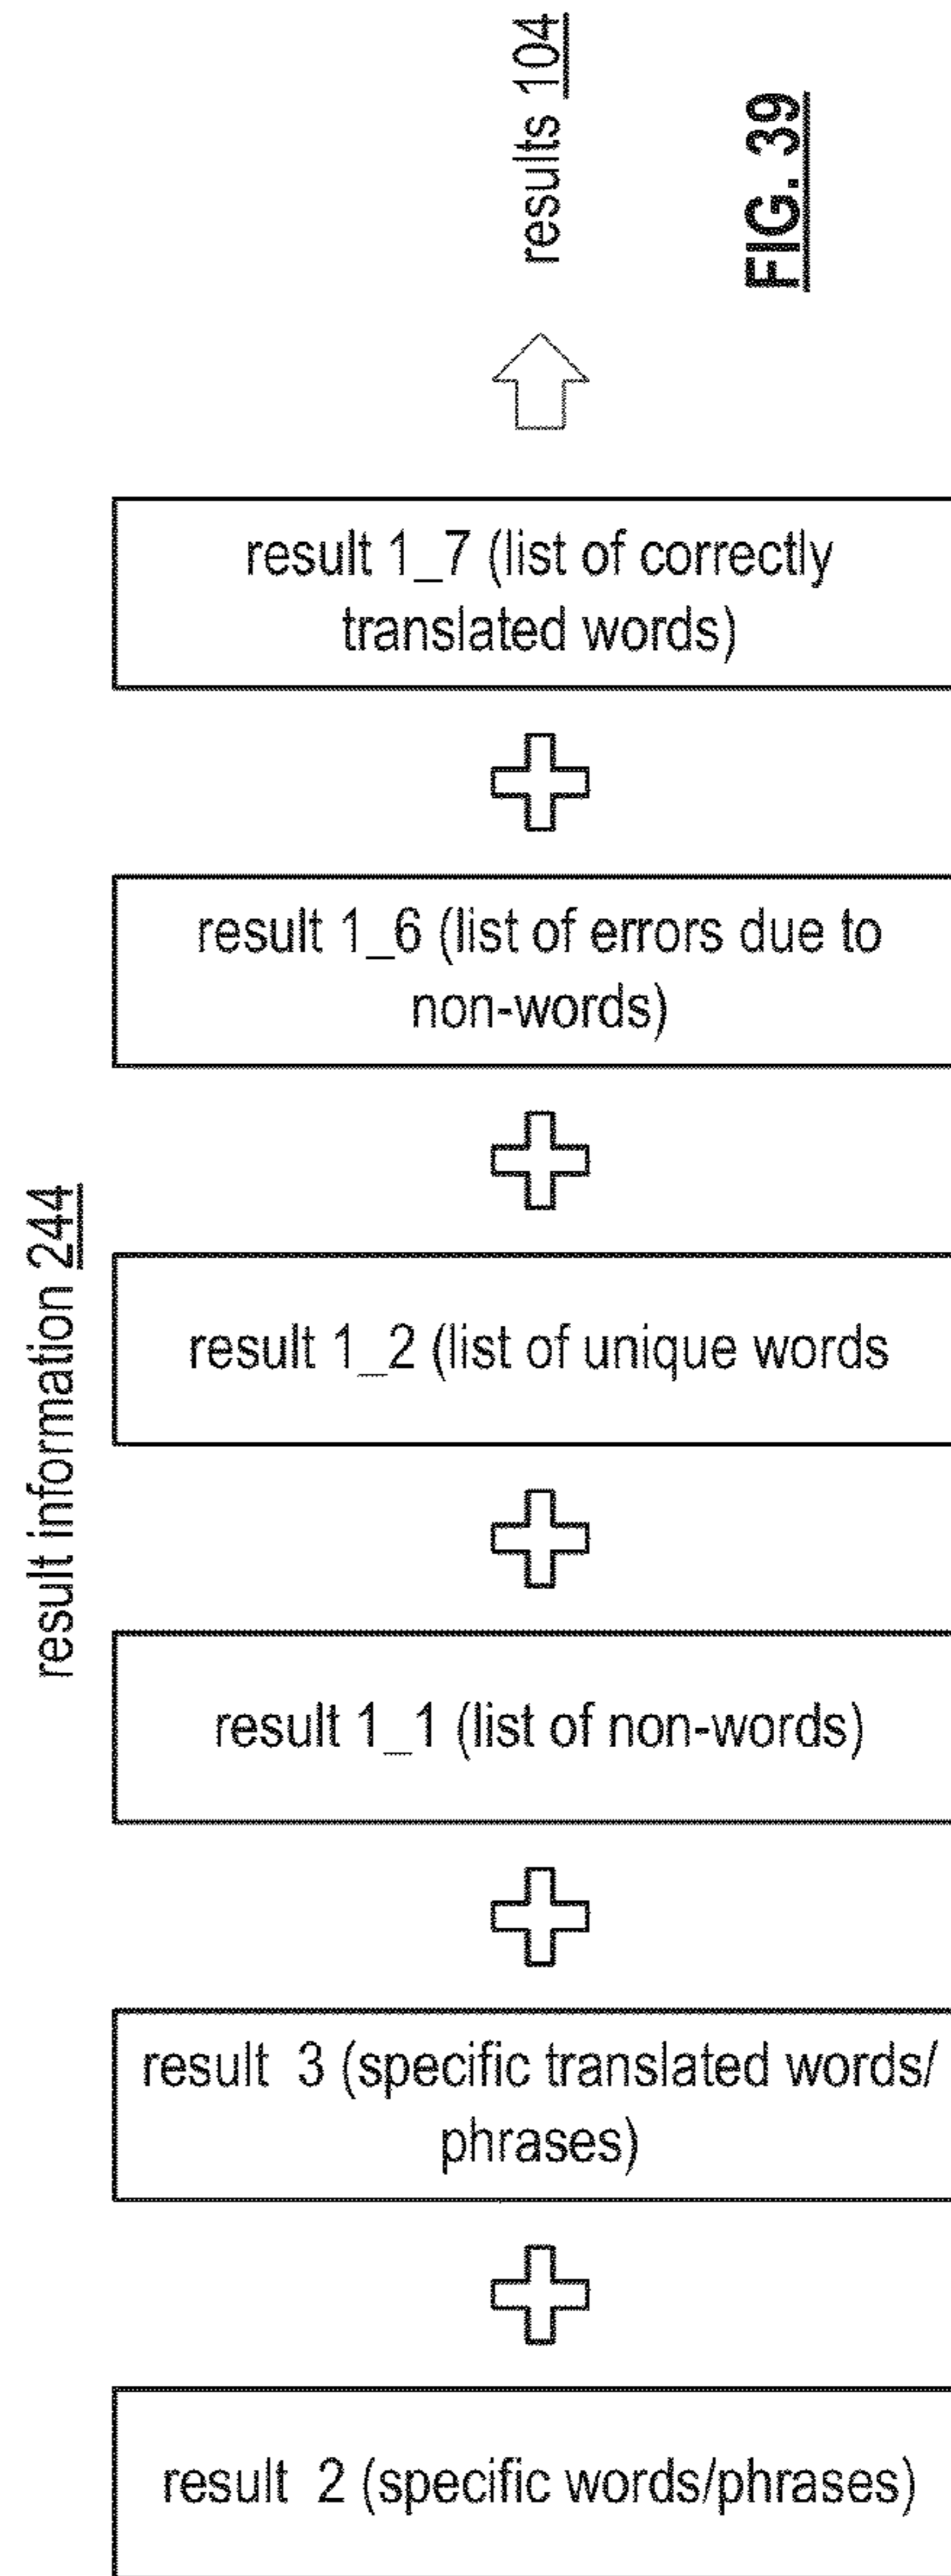 results 104
FIG. 39
result 1_7 (list of correctly
translated words)
result 1_6 (list of errors due to
non-words)
result information 244
result 1_2 (list of unique words
result 1_1 (list of non-words)
result 3 (specific translated words/
phrases)
result 2 (specific words/phrases)